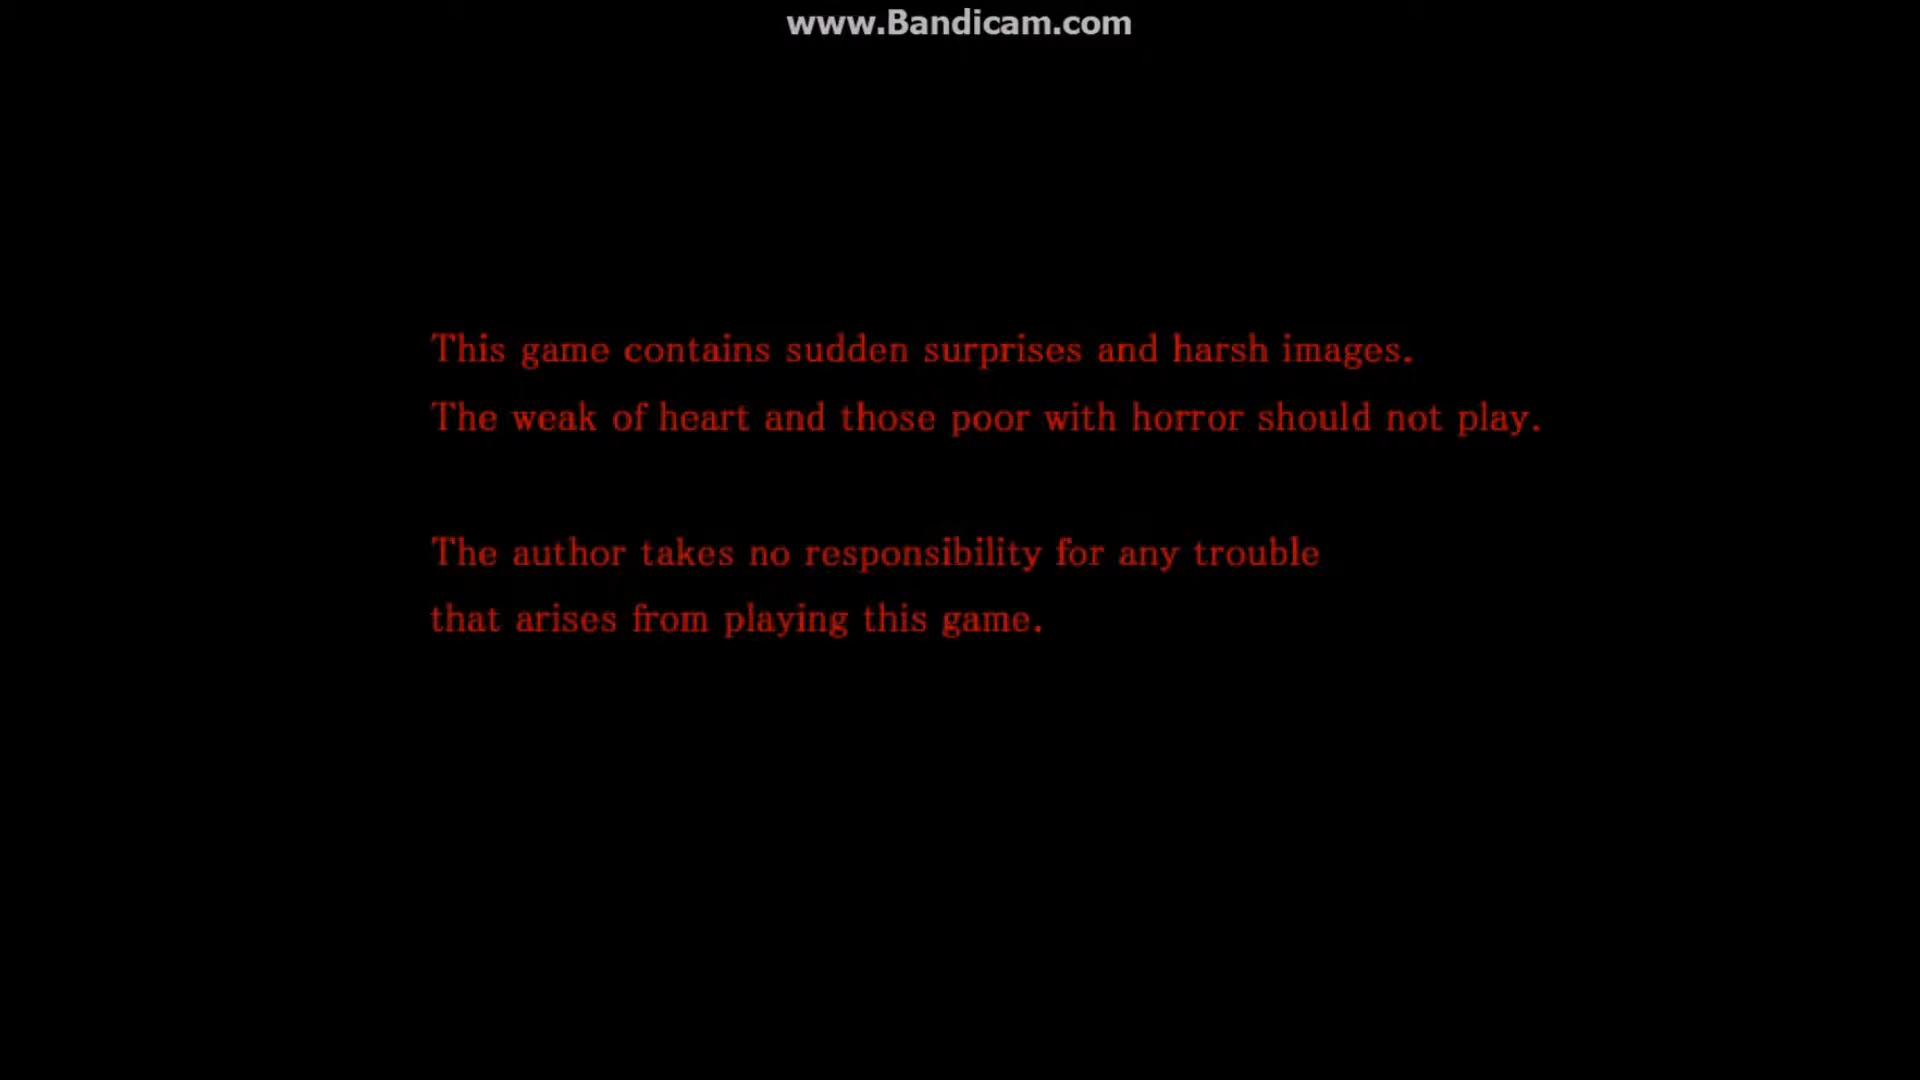 www.Bandicam.com
This game contains sudden surprises and harsh images.
The weak of heart and those poor with horror should not play.
The author takes no responsibility for any trouble
that arises from playing this game.